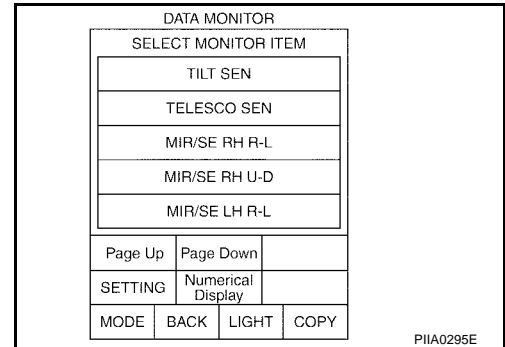 DATA MONITOR
SELECT MONITOR ITEM
TILT SEN
TELESCO SEN
MIR/SE RH R-L
MIR/SE RH U-D
MIR/SE LH R-L
Page Up Page Down
SETTING Numerical Display
MODE BACK LIGHT COPY
PIIA0295E